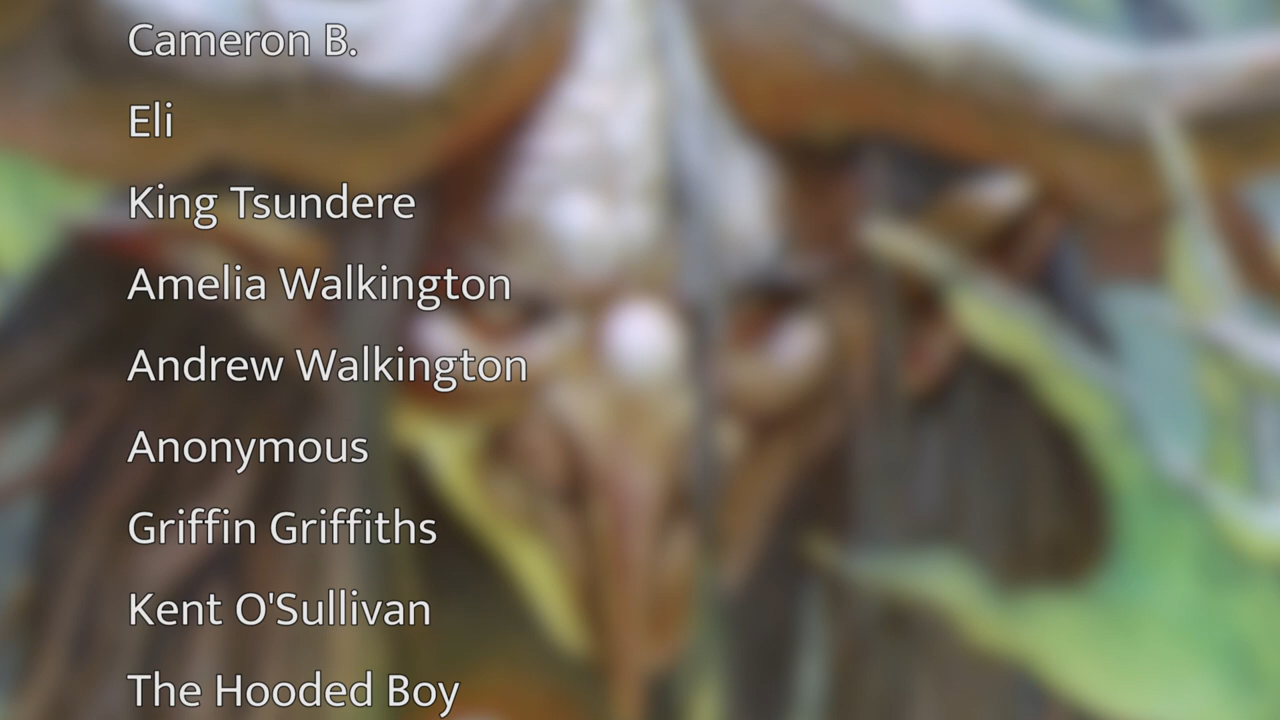 Cameron B.
Eli
King Tsundere
Amelia Walkington
Andrew Walkington
Anonymous
Griffin Griffiths
Kent O'Sullivan
The Hooded Boy